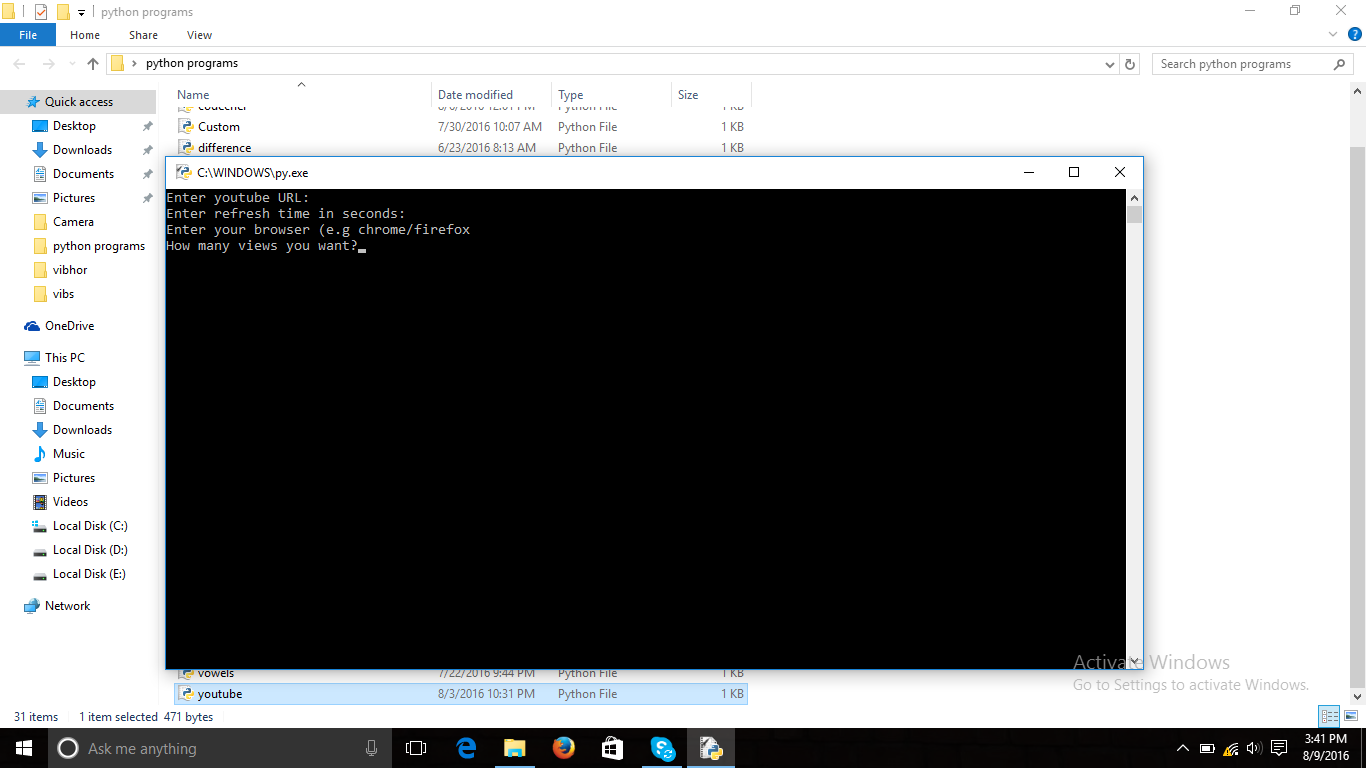 python programs
File Home Share View
python programs
Search python programs
Name Date modified Type Size
Quick access
Desktop
Downloads
Documents
Pictures
Camera
python programs
vibhor
vibs
OneDrive
This PC
Desktop
Documents
Downloads
Music
Pictures
Videos
Local Disk (C:)
Local Disk (D:)
Local Disk (E:)
Network
Custom 7/30/2016 10:07 AM Python File 1 KB
difference 6/23/2016 8:13 AM Python File 1 KB
C:\WINDOWS\py.exe
Enter youtube URL:
Enter refresh time in seconds:
Enter your browser (e.g chrome/firefox
How many views you want?
vowels 7/22/2016 9:44 PM Python File 1 KB
youtube 8/3/2016 10:31 PM Python File 1 KB
Activate Windows
Go to Settings to activate Windows.
31 items 1 item selected 471 bytes
Ask me anything
3:41 PM
8/9/2016